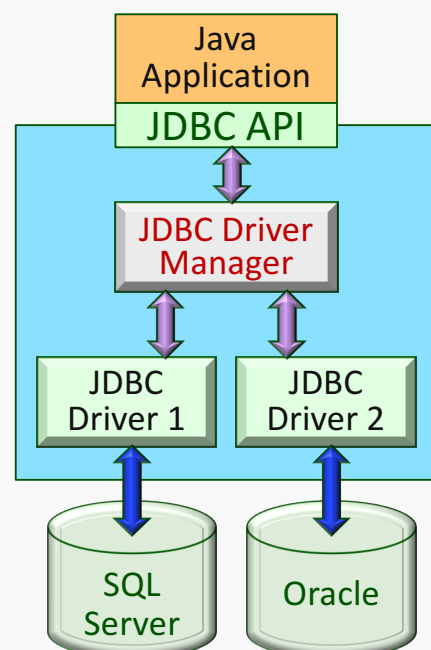 Java
Application
JDBC API
JDBC Driver
Manager
JDBC
Driver 1
JDBC
Driver 2
SQL
Server
Oracle